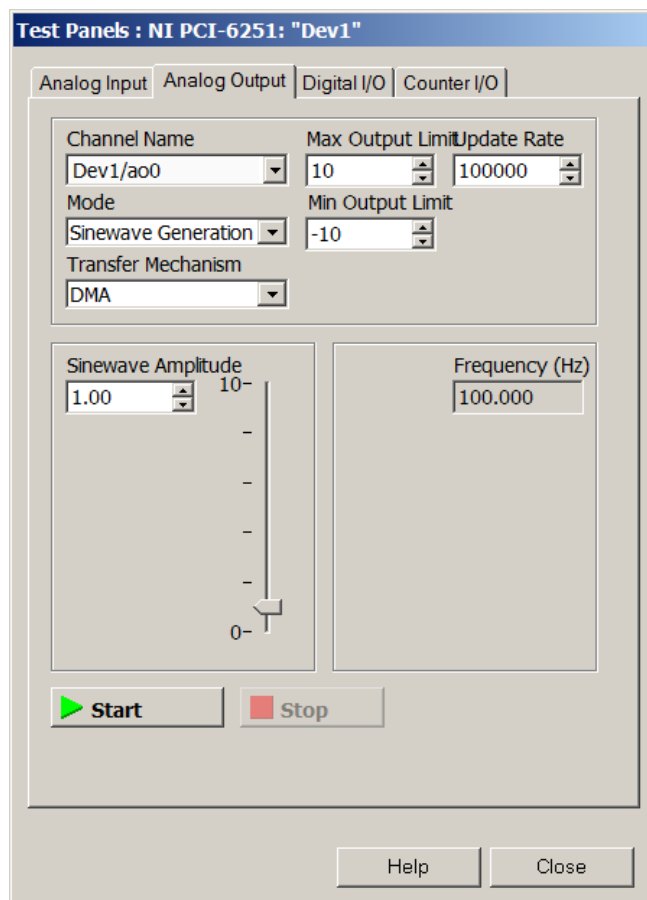 Test Panels : NI PCI-6251: "Dev1"
Analog Input Analog Output Digital I/O Counter I/O
Channel Name Max Output Limit Update Rate
Dev1/ao0 10 100000
Mode Min Output Limit
Sinewave Generation -10
Transfer Mechanism
DMA
Sinewave Amplitude Frequency (Hz)
1.00 10 100.000
0
Start Stop
Help Close